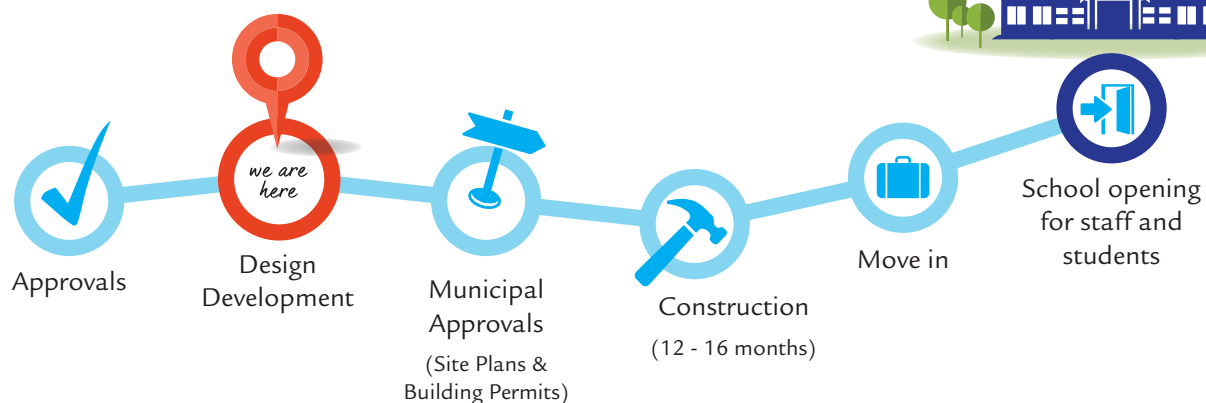 Approvals
we are
here
Design
Development
Municipal
Approvals
(Site Plans &
Building Permits)
Construction
(12 - 16 months)
Move in
School opening
for staff and
students